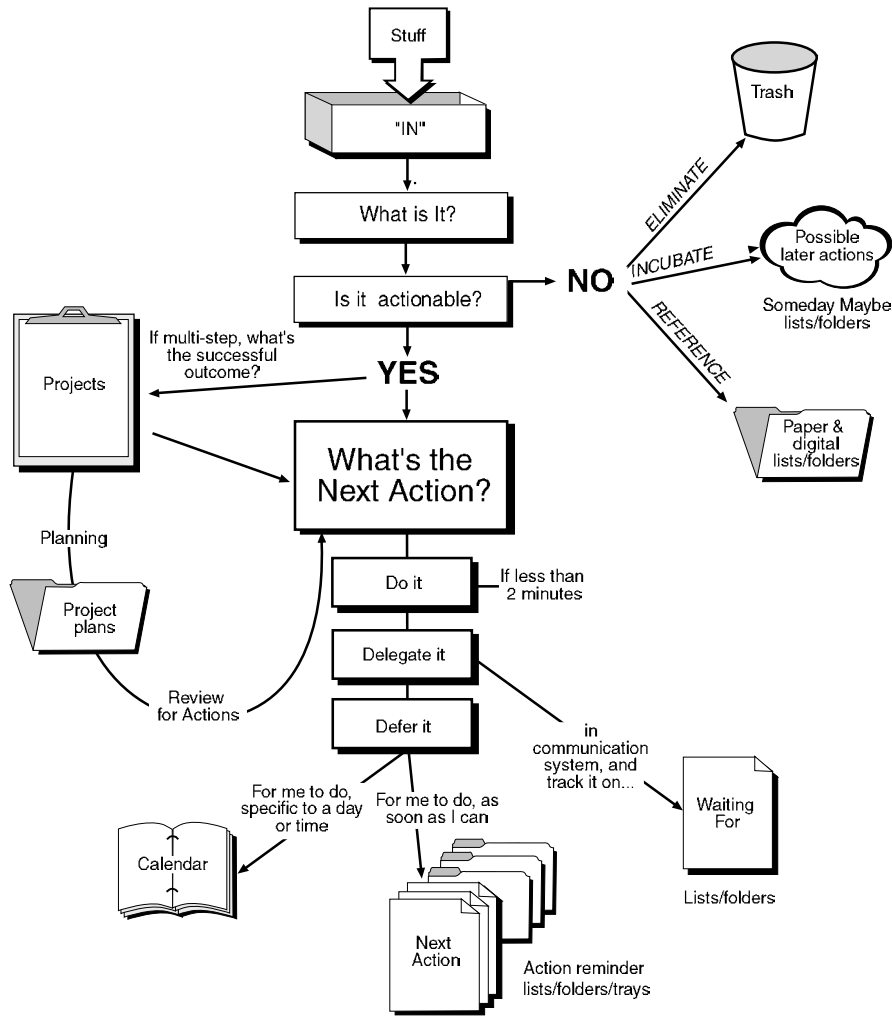 Stuff
"IN"
What is It?
Is it actionable?
NO
ELIMINATE
Trash
INCUBATE
Possible
later actions
Someday Maybe
lists/folders
REFERENCE
Paper &
digital
lists/folders
YES
If multi-step, what's
the successful
outcome?
Projects
What's the
Next Action?
Planning
Project
plans
Review
for Actions
Do it
If less than
2 minutes
Delegate it
in
communication
system, and
track it on...
Waiting
For
Lists/folders
Defer it
For me to do,
specific to a day
or time
Calendar
For me to do, as
soon as I can
Next
Action
Action reminder
lists/folders/trays